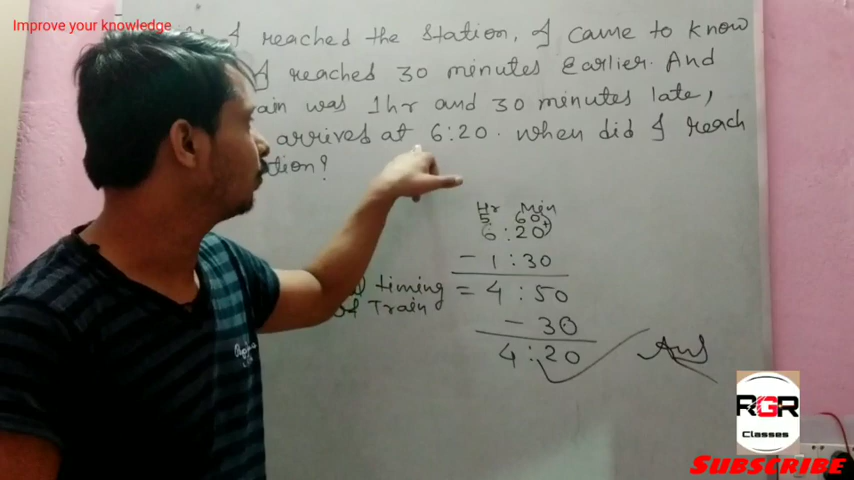 Improve your knowledge
I reached the station, I came to know
I reached 30 minutes Earlier. And
was 1hr and 30 minutes late,
arrived at 6:20. when did I reach
Hr Min
5 60
6:20+
- 1:30
timing = 4:50
of Train
- 30
4:20 Ans
RGR
Classes
SUBSCRIBE